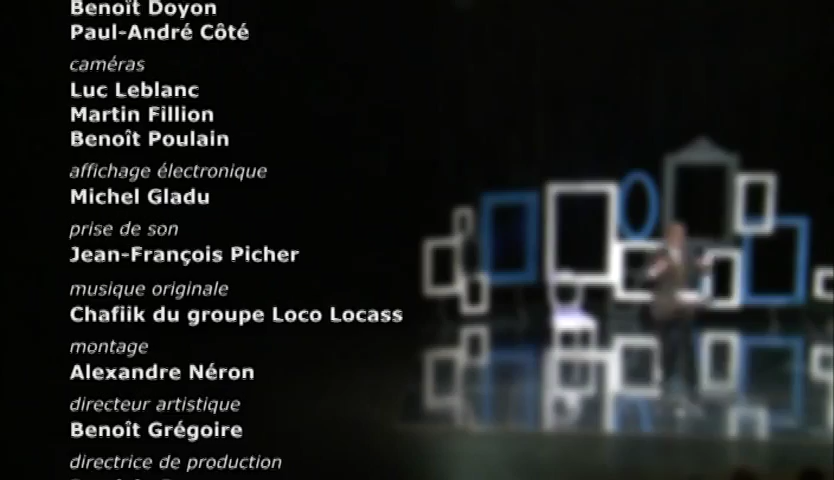 Benoît Doyon
Paul-André Côté
caméras
Luc Leblanc
Martin Fillion
Benoît Poulain
affichage électronique
Michel Gladu
prise de son
Jean-François Picher
musique originale
Chafiik du groupe Loco Locass
montage
Alexandre Néron
directeur artistique
Benoît Grégoire
directrice de production